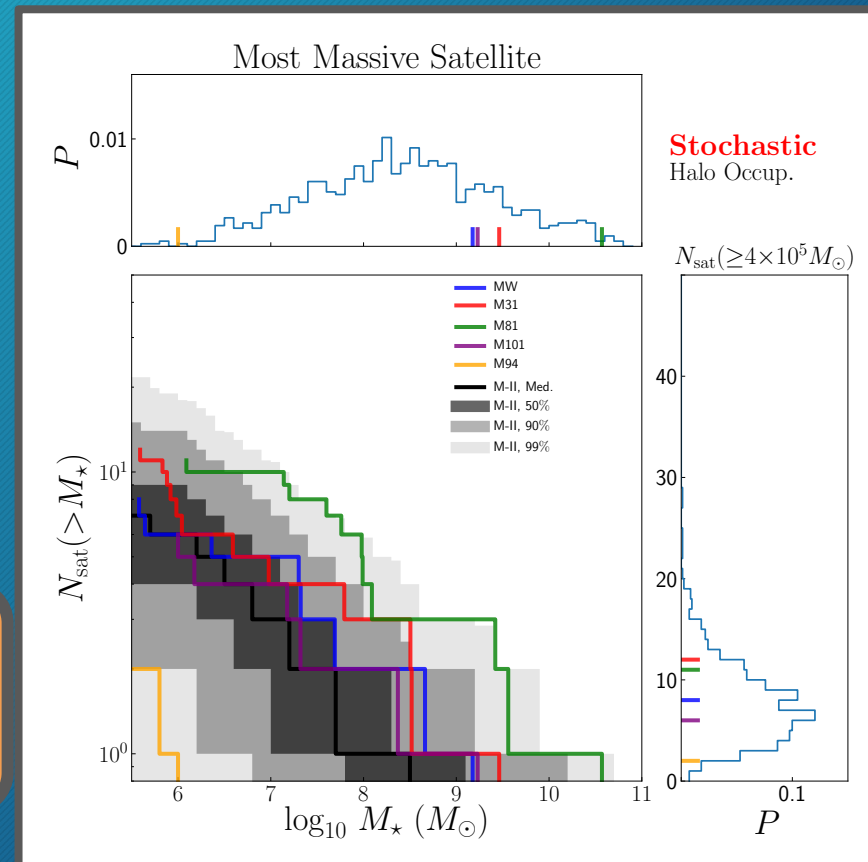 Most Massive Satellite
P
0.01
0
Stochastic
Halo Occup.
N_sat(≥4×10^5 M_⊙)
MW
M31
M81
M101
M94
M-II, Med.
M-II, 50%
M-II, 90%
M-II, 99%
N_sat(>M_⋆)
10^1
10^0
6 7 8 9 10 11
log_10 M_⋆ (M_⊙)
40
30
20
10
0
0.1
P